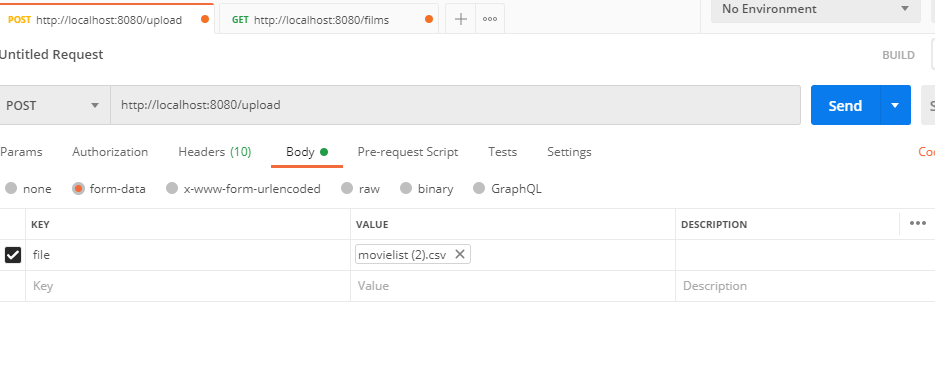 POST http://localhost:8080/upload
GET http://localhost:8080/films
No Environment
Untitled Request
BUILD
POST
http://localhost:8080/upload
Send
Params Authorization Headers (10) Body Pre-request Script Tests Settings
none form-data x-www-form-urlencoded raw binary GraphQL
KEY VALUE DESCRIPTION
file movielist (2).csv
Key Value Description